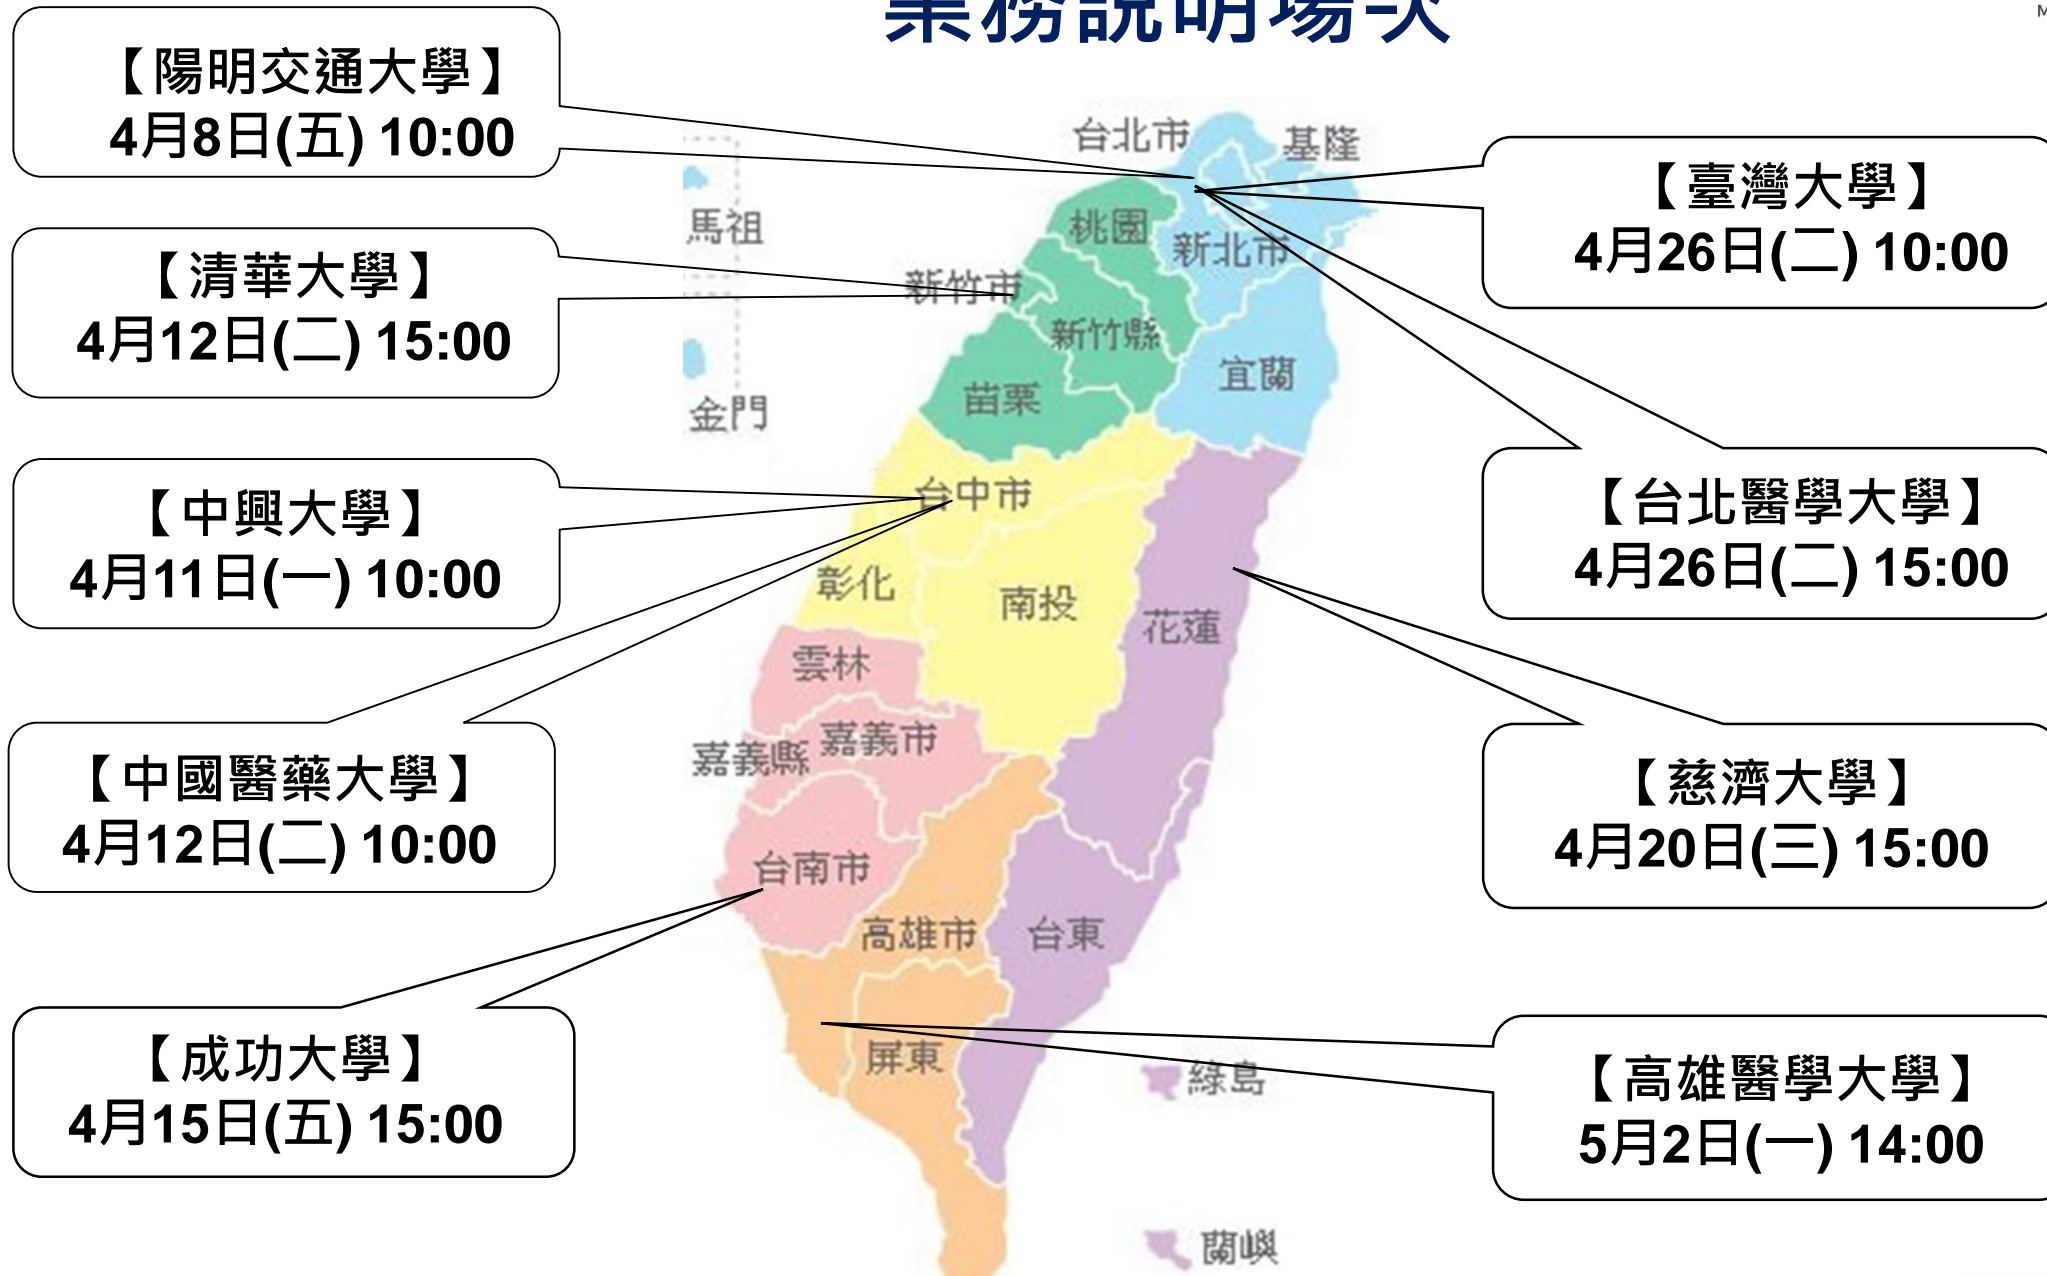 業務說明場次
【陽明交通大學】
4月8日(五) 10:00
【清華大學】
4月12日(二) 15:00
【中興大學】
4月11日(一) 10:00
【中國醫藥大學】
4月12日(二) 10:00
【成功大學】
4月15日(五) 15:00
台北市
基隆
馬祖
桃園
新北市
新竹市
新竹縣
宜蘭
苗栗
金門
台中市
彰化
南投
花蓮
雲林
嘉義市
嘉義縣
台南市
高雄市
台東
屏東
綠島
蘭嶼
【臺灣大學】
4月26日(二) 10:00
【台北醫學大學】
4月26日(二) 15:00
【慈濟大學】
4月20日(三) 15:00
【高雄醫學大學】
5月2日(一) 14:00